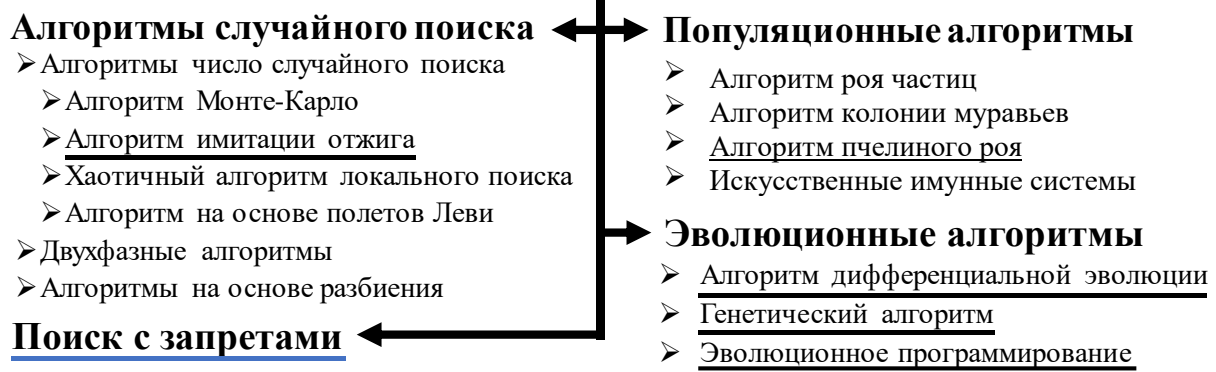 Алгоритмы случайного поиска
Алгоритмы число случайного поиска
Алгоритм Монте-Карло
Алгоритм имитации отжига
Хаотичный алгоритм локального поиска
Алгоритм на основе полетов Леви
Двухфазные алгоритмы
Алгоритмы на основе разбиения
Поиск с запретами
Популяционные алгоритмы
Алгоритм роя частиц
Алгоритм колонии муравьев
Алгоритм пчелиного роя
Искусственные имунные системы
Эволюционные алгоритмы
Алгоритм дифференциальной эволюции
Генетический алгоритм
Эволюционное программирование